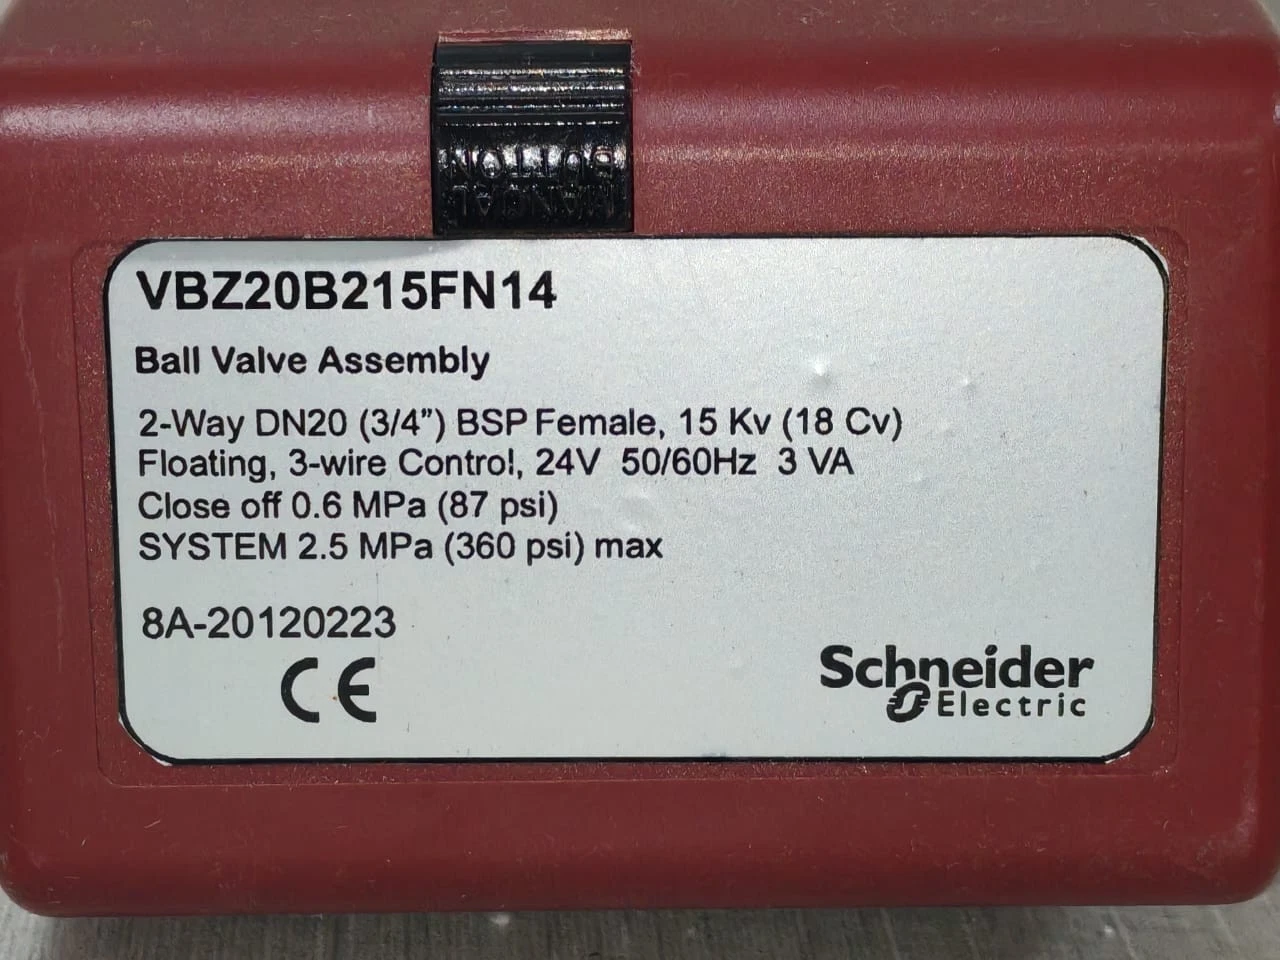 MANUAL
BUTTON
VBZ20B215FN14
Ball Valve Assembly
2-Way DN20 (3/4”) BSP Female, 15 Kv (18 Cv)
Floating, 3-wire Control, 24V 50/60Hz 3 VA
Close off 0.6 MPa (87 psi)
SYSTEM 2.5 MPa (360 psi) max
8A-20120223
CE
Schneider
Electric